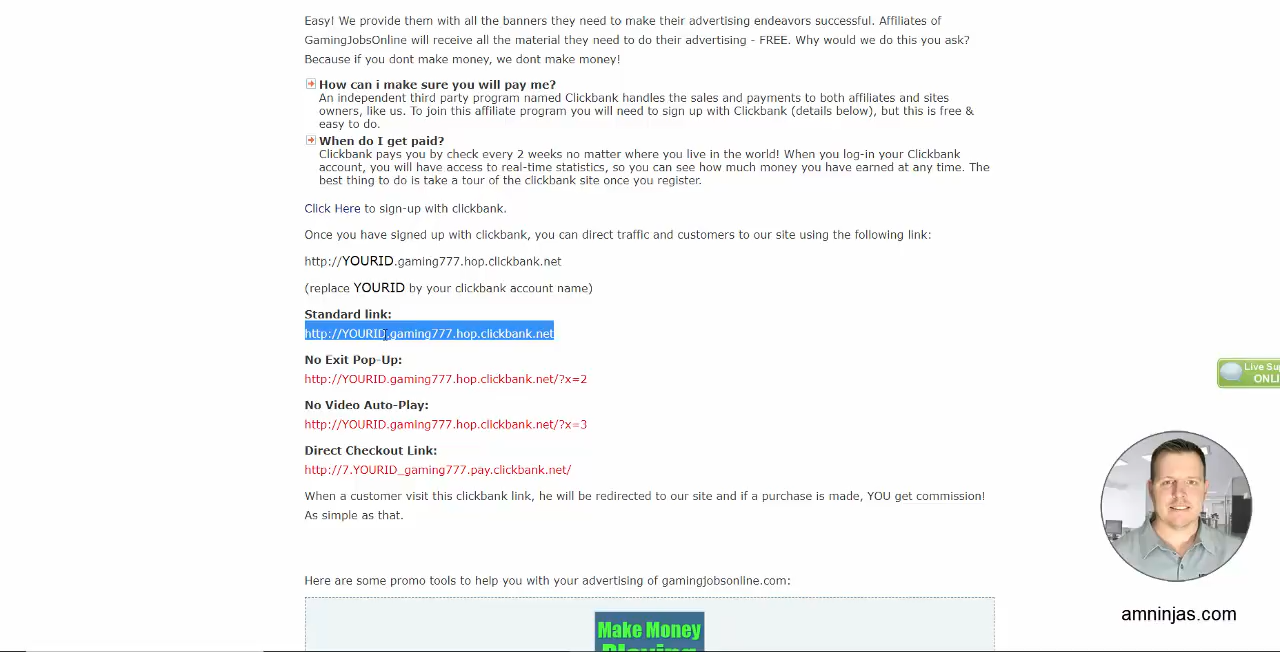 Easy! We provide them with all the banners they need to make their advertising endeavors successful. Affiliates of
GamingJobsOnline will receive all the material they need to do their advertising - FREE. Why would we do this you ask?
Because if you dont make money, we dont make money!
How can i make sure you will pay me?
An independent third party program named Clickbank handles the sales and payments to both affiliates and sites
owners, like us. To join this affiliate program you will need to sign up with Clickbank (details below), but this is free &
easy to do.
When do I get paid?
Clickbank pays you by check every 2 weeks no matter where you live in the world! When you log-in your Clickbank
account, you will have access to real-time statistics, so you can see how much money you have earned at any time. The
best thing to do is take a tour of the clickbank site once you register.
Click Here to sign-up with clickbank.
Once you have signed up with clickbank, you can direct traffic and customers to our site using the following link:
http://YOURID.gaming777.hop.clickbank.net
(replace YOURID by your clickbank account name)
Standard link:
http://YOURID.gaming777.hop.clickbank.net
No Exit Pop-Up:
http://YOURID.gaming777.hop.clickbank.net/?x=2
Live Su
ONLI
No Video Auto-Play:
http://YOURID.gaming777.hop.clickbank.net/?x=3
Direct Checkout Link:
http://7.YOURID_gaming777.pay.clickbank.net/
When a customer visit this clickbank link, he will be redirected to our site and if a purchase is made, YOU get commission!
As simple as that.
Here are some promo tools to help you with your advertising of gamingjobsonline.com:
amninjas.com
Make Money
Playing